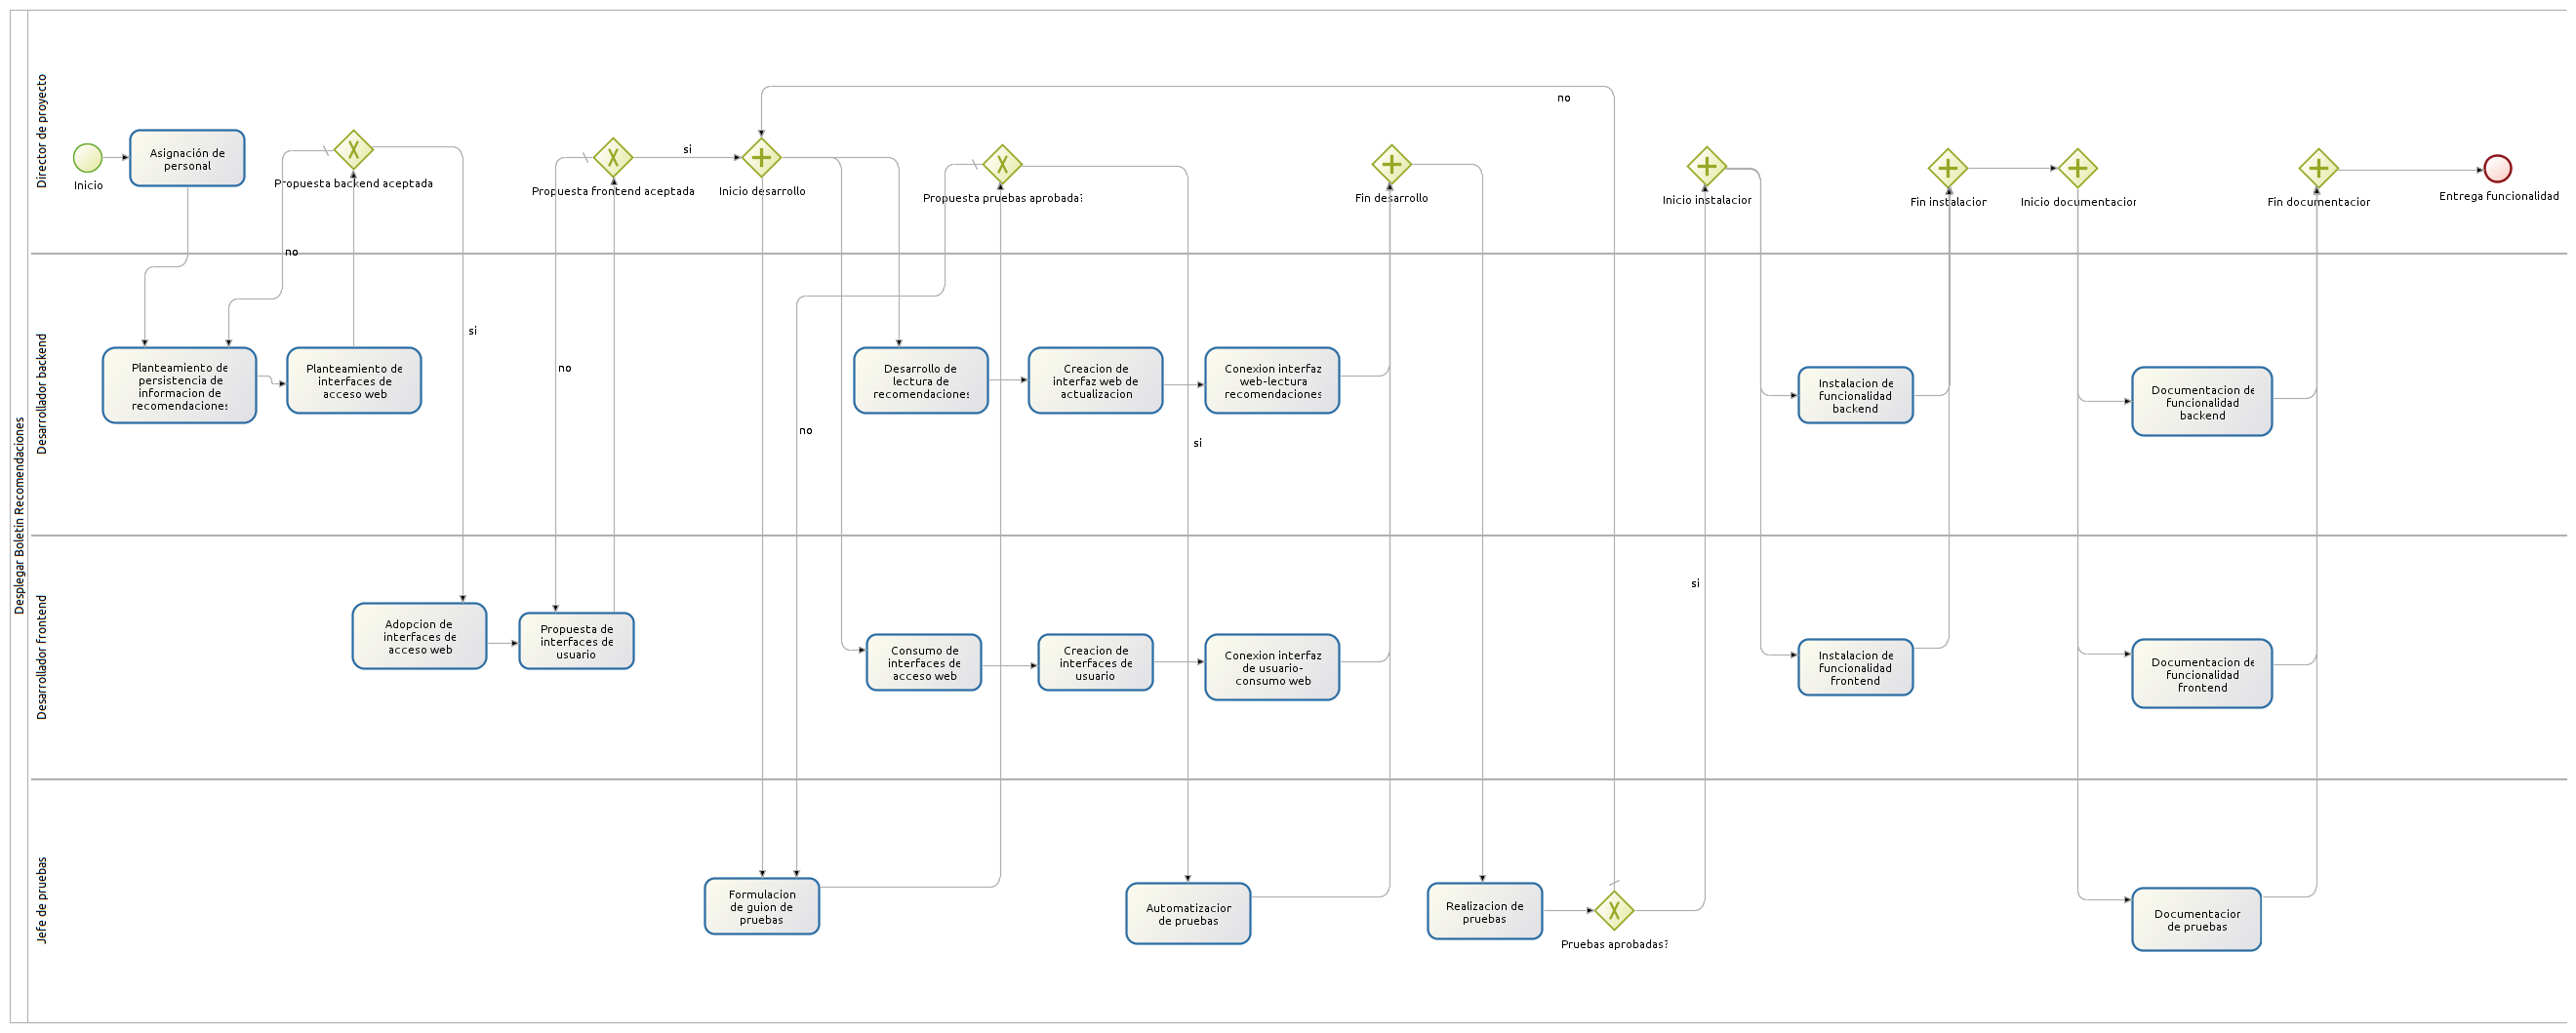 Desplegar Boletin Recomendaciones
Director de proyecto
Inicio
Asignación de
personal
Propuesta backend aceptada
no
si
Propuesta frontend aceptada
no
si
Inicio desarrollo
Propuesta pruebas aprobada?
no
si
Fin desarrollo
no
Inicio instalacior
si
Fin instalacior
Inicio documentacior
Fin documentacior
Entrega funcionalidad
Desarrollador backend
Planteamiento de
persistencia de
informacion de
recomendaciones
Planteamiento de
interfaces de
acceso web
Desarrollo de
lectura de
recomendaciones
Creacion de
interfaz web de
actualizacion
Conexion interfaz
web-lectura
recomendaciones
Instalacion de
funcionalidad
backend
Documentacion de
funcionalidad
backend
Desarrollador frontend
Adopcion de
interfaces de
acceso web
Propuesta de
interfaces de
usuario
Consumo de
interfaces de
acceso web
Creacion de
interfaces de
usuario
Conexion interfaz
de usuario-
consumo web
Instalacion de
funcionalidad
frontend
Documentacion de
funcionalidad
frontend
Jefe de pruebas
Formulacion
de guion de
pruebas
Automatizacior
de pruebas
Realizacion de
pruebas
Pruebas aprobadas?
Documentacior
de pruebas